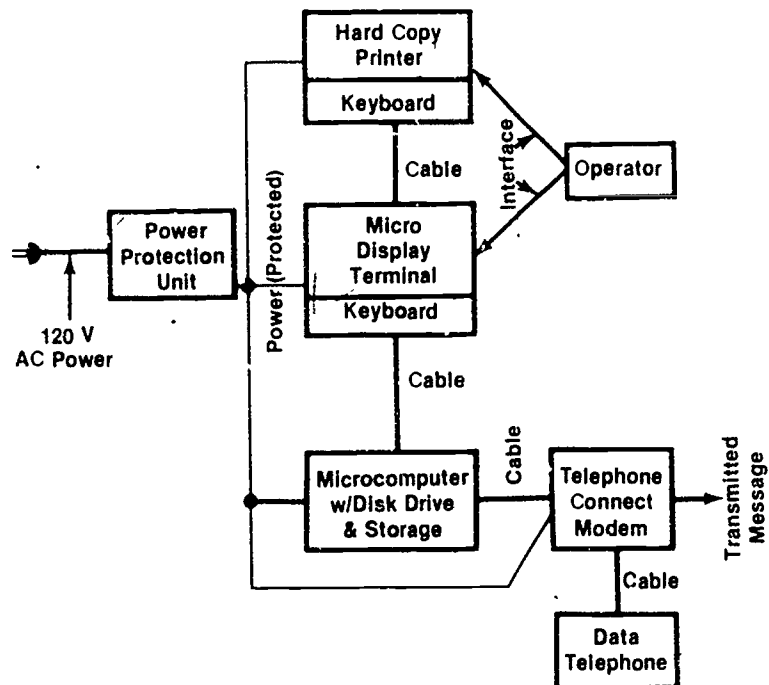 Hard Copy
Printer
Keyboard
Cable
Interface
Operator
Power
Protection
Unit
Power (Protected)
Micro
Display
Terminal
Keyboard
120 V
AC Power
Cable
Microcomputer
w/Disk Drive
& Storage
Cable
Telephone
Connect
Modem
Transmitted
Message
Cable
Data
Telephone